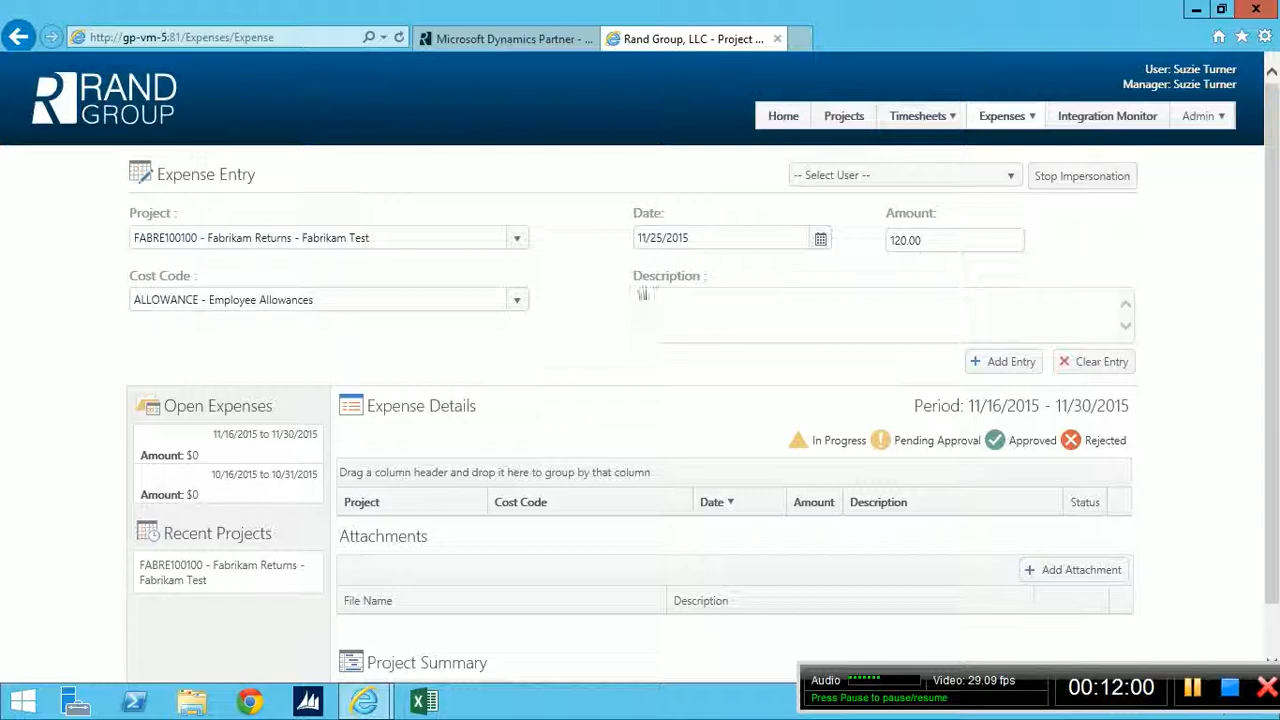 http://gp-vm-5:81/Expenses/Expense
Microsoft Dynamics Partner - ...
Rand Group, LLC - Project ...
RAND
GROUP
User: Suzie Turner
Manager: Suzie Turner
Home Projects Timesheets Expenses Integration Monitor Admin
Expense Entry
-- Select User --
Stop Impersonation
Project :
Date:
Amount:
FABRE100100 - Fabrikam Returns - Fabrikam Test
11/25/2015
120.00
Cost Code :
Description :
ALLOWANCE - Employee Allowances
Add Entry
Clear Entry
Open Expenses
Expense Details
Period: 11/16/2015 - 11/30/2015
11/16/2015 to 11/30/2015
Amount: $0
10/16/2015 to 10/31/2015
Amount: $0
In Progress Pending Approval Approved Rejected
Drag a column header and drop it here to group by that column
Project Cost Code Date Amount Description Status
Recent Projects
Attachments
FABRE100100 - Fabrikam Returns -
Fabrikam Test
Add Attachment
File Name Description
Project Summary
Audio
Video: 29.09 fps
Press Pause to pause/resume
00:12:00